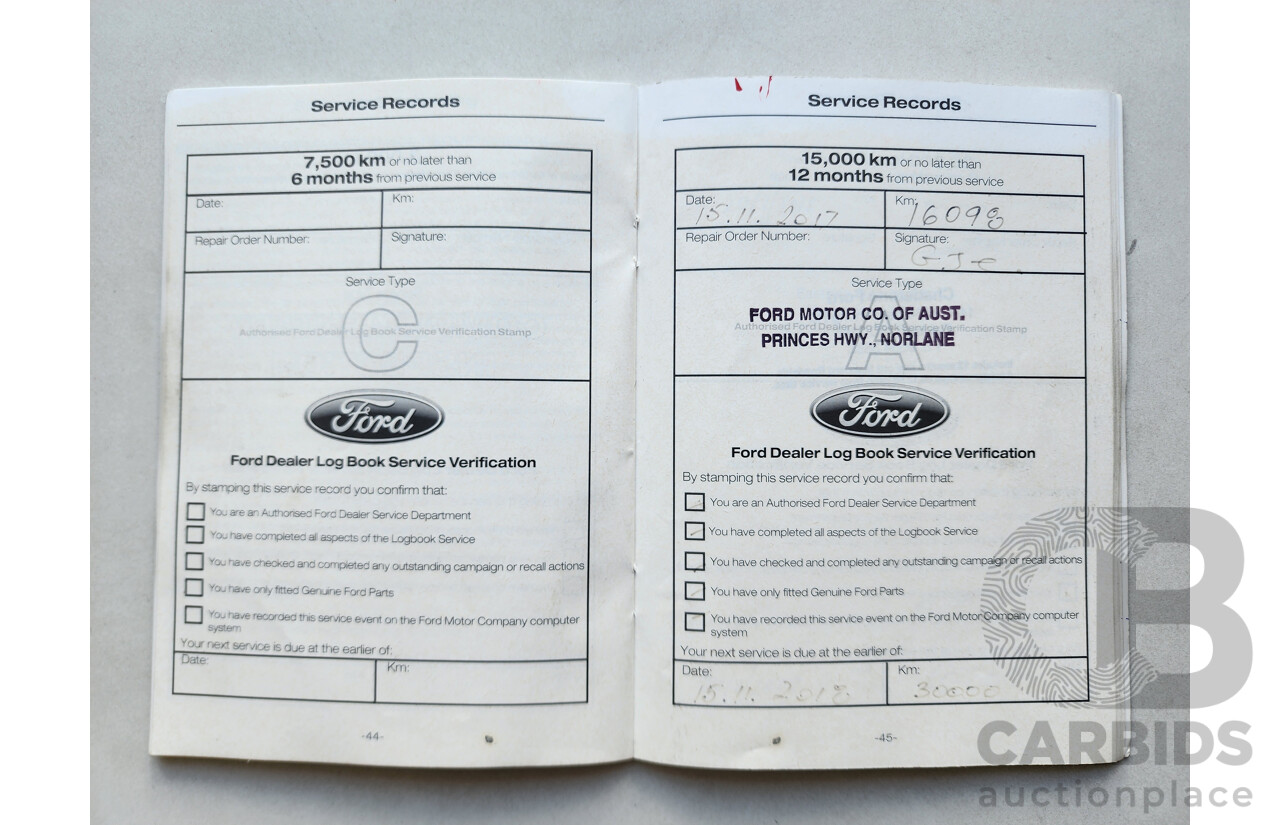 Service Records
7,500 km or no later than
6 months from previous service
Date:
Km:
Repair Order Number:
Signature:
Service Type
C
Authorised Ford Dealer Log Book Service Verification Stamp
Ford
Ford Dealer Log Book Service Verification
By stamping this service record you confirm that:
You are an Authorised Ford Dealer Service Department
You have completed all aspects of the Logbook Service
You have checked and completed any outstanding campaign or recall actions
You have only fitted Genuine Ford Parts
You have recorded this service event on the Ford Motor Company computer
system
Your next service is due at the earlier of:
Date:
Km:
-44-
Service Records
15,000 km or no later than
12 months from previous service
Date:
15.11.2017
Km:
16098
Repair Order Number:
Signature:
Service Type
A
FORD MOTOR CO. OF AUST.
Authorised Ford Dealer Log Book Service Verification Stamp
PRINCES HWY., NORLANE
Ford
Ford Dealer Log Book Service Verification
By stamping this service record you confirm that:
You are an Authorised Ford Dealer Service Department
You have completed all aspects of the Logbook Service
You have checked and completed any outstanding campaign or recall actions
You have only fitted Genuine Ford Parts
You have recorded this service event on the Ford Motor Company computer
system
Your next service is due at the earlier of:
Date:
15.11.2018
Km:
30000
-45-
CB
CARBIDS
auctionplace